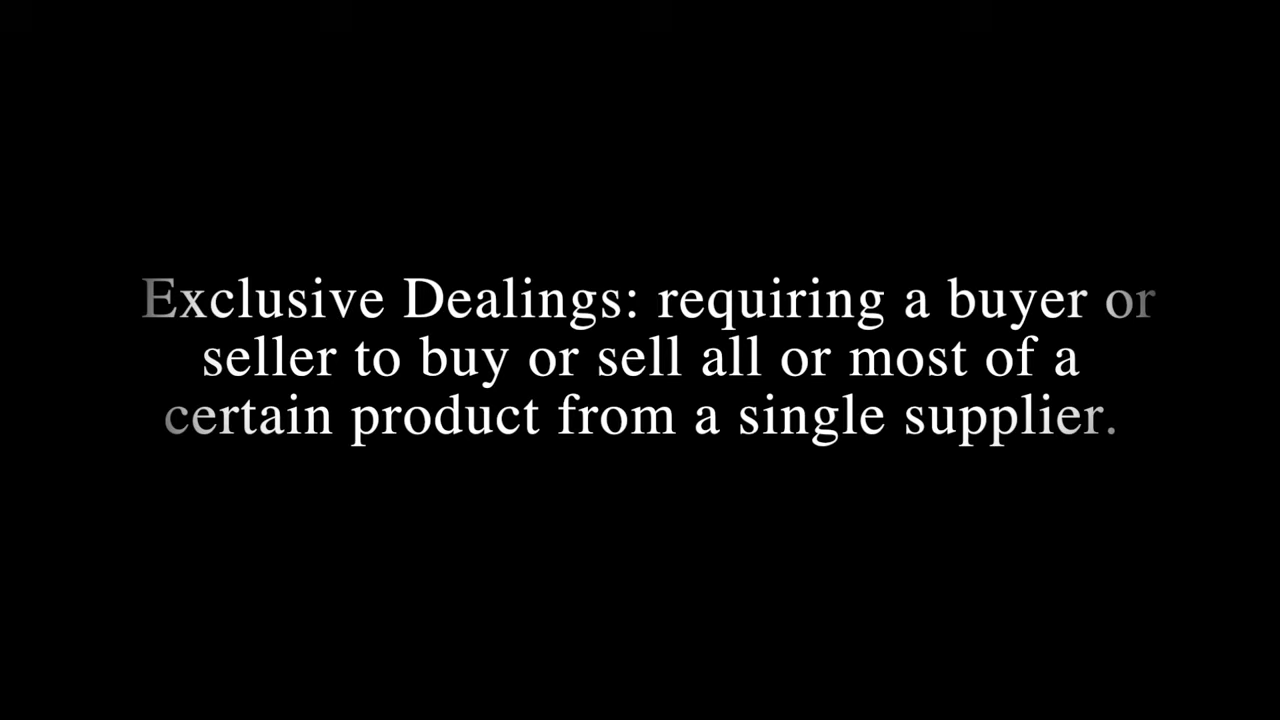 Exclusive Dealings: requiring a buyer or
seller to buy or sell all or most of a
certain product from a single supplier.